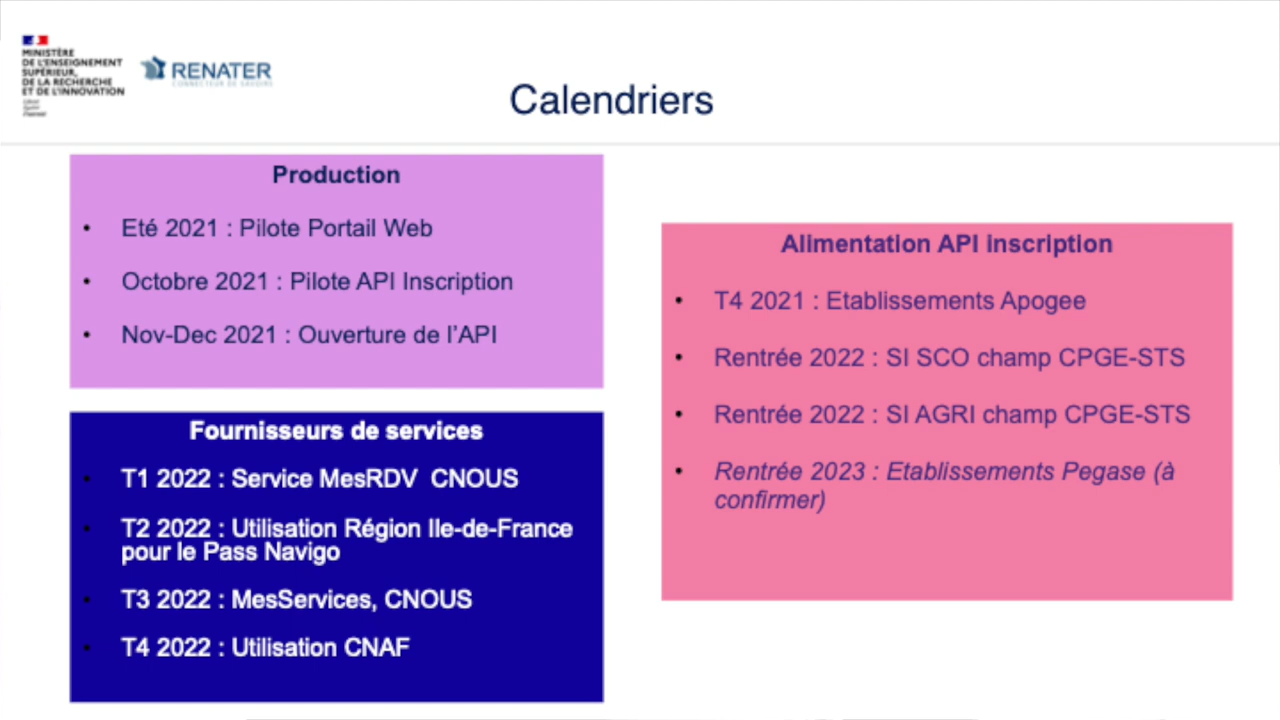 MINISTÈRE
DE L'ENSEIGNEMENT
SUPÉRIEUR,
DE LA RECHERCHE
ET DE L'INNOVATION
RENATER
CONNECTEUR DE SAVOIRS
Calendriers
Production
• Eté 2021 : Pilote Portail Web
• Octobre 2021 : Pilote API Inscription
• Nov-Dec 2021 : Ouverture de l'API
Fournisseurs de services
• T1 2022 : Service MesRDV CNOUS
• T2 2022 : Utilisation Région Ile-de-France
pour le Pass Navigo
• T3 2022 : MesServices, CNOUS
• T4 2022 : Utilisation CNAF
Alimentation API inscription
• T4 2021 : Etablissements Apogee
• Rentrée 2022 : SI SCO champ CPGE-STS
• Rentrée 2022 : SI AGRI champ CPGE-STS
• Rentrée 2023 : Etablissements Pegase (à
confirmer)